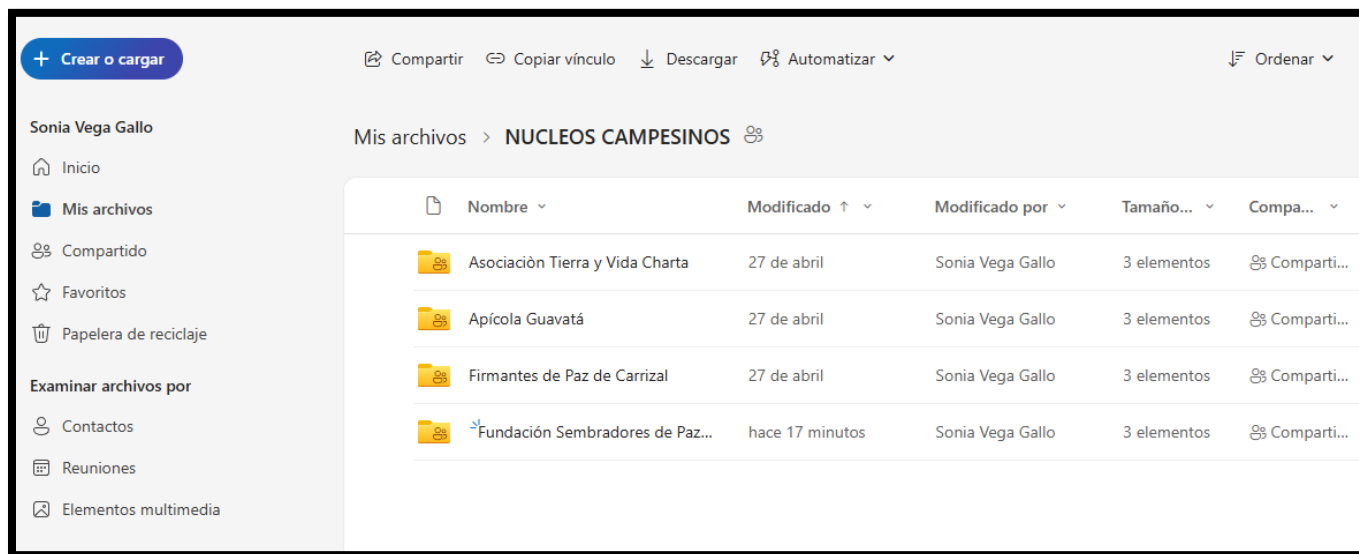 + Crear o cargar
Compartir Copiar vínculo Descargar Automatizar
Ordenar
Sonia Vega Gallo
Inicio
Mis archivos
Compartido
Favoritos
Papelera de reciclaje
Examinar archivos por
Contactos
Reuniones
Elementos multimedia
Mis archivos > NUCLEOS CAMPESINOS
Nombre Modificado ↑ Modificado por Tamaño... Compa...
Asociaciòn Tierra y Vida Charta 27 de abril Sonia Vega Gallo 3 elementos Comparti...
Apícola Guavatá 27 de abril Sonia Vega Gallo 3 elementos Comparti...
Firmantes de Paz de Carrizal 27 de abril Sonia Vega Gallo 3 elementos Comparti...
Fundación Sembradores de Paz... hace 17 minutos Sonia Vega Gallo 3 elementos Comparti...